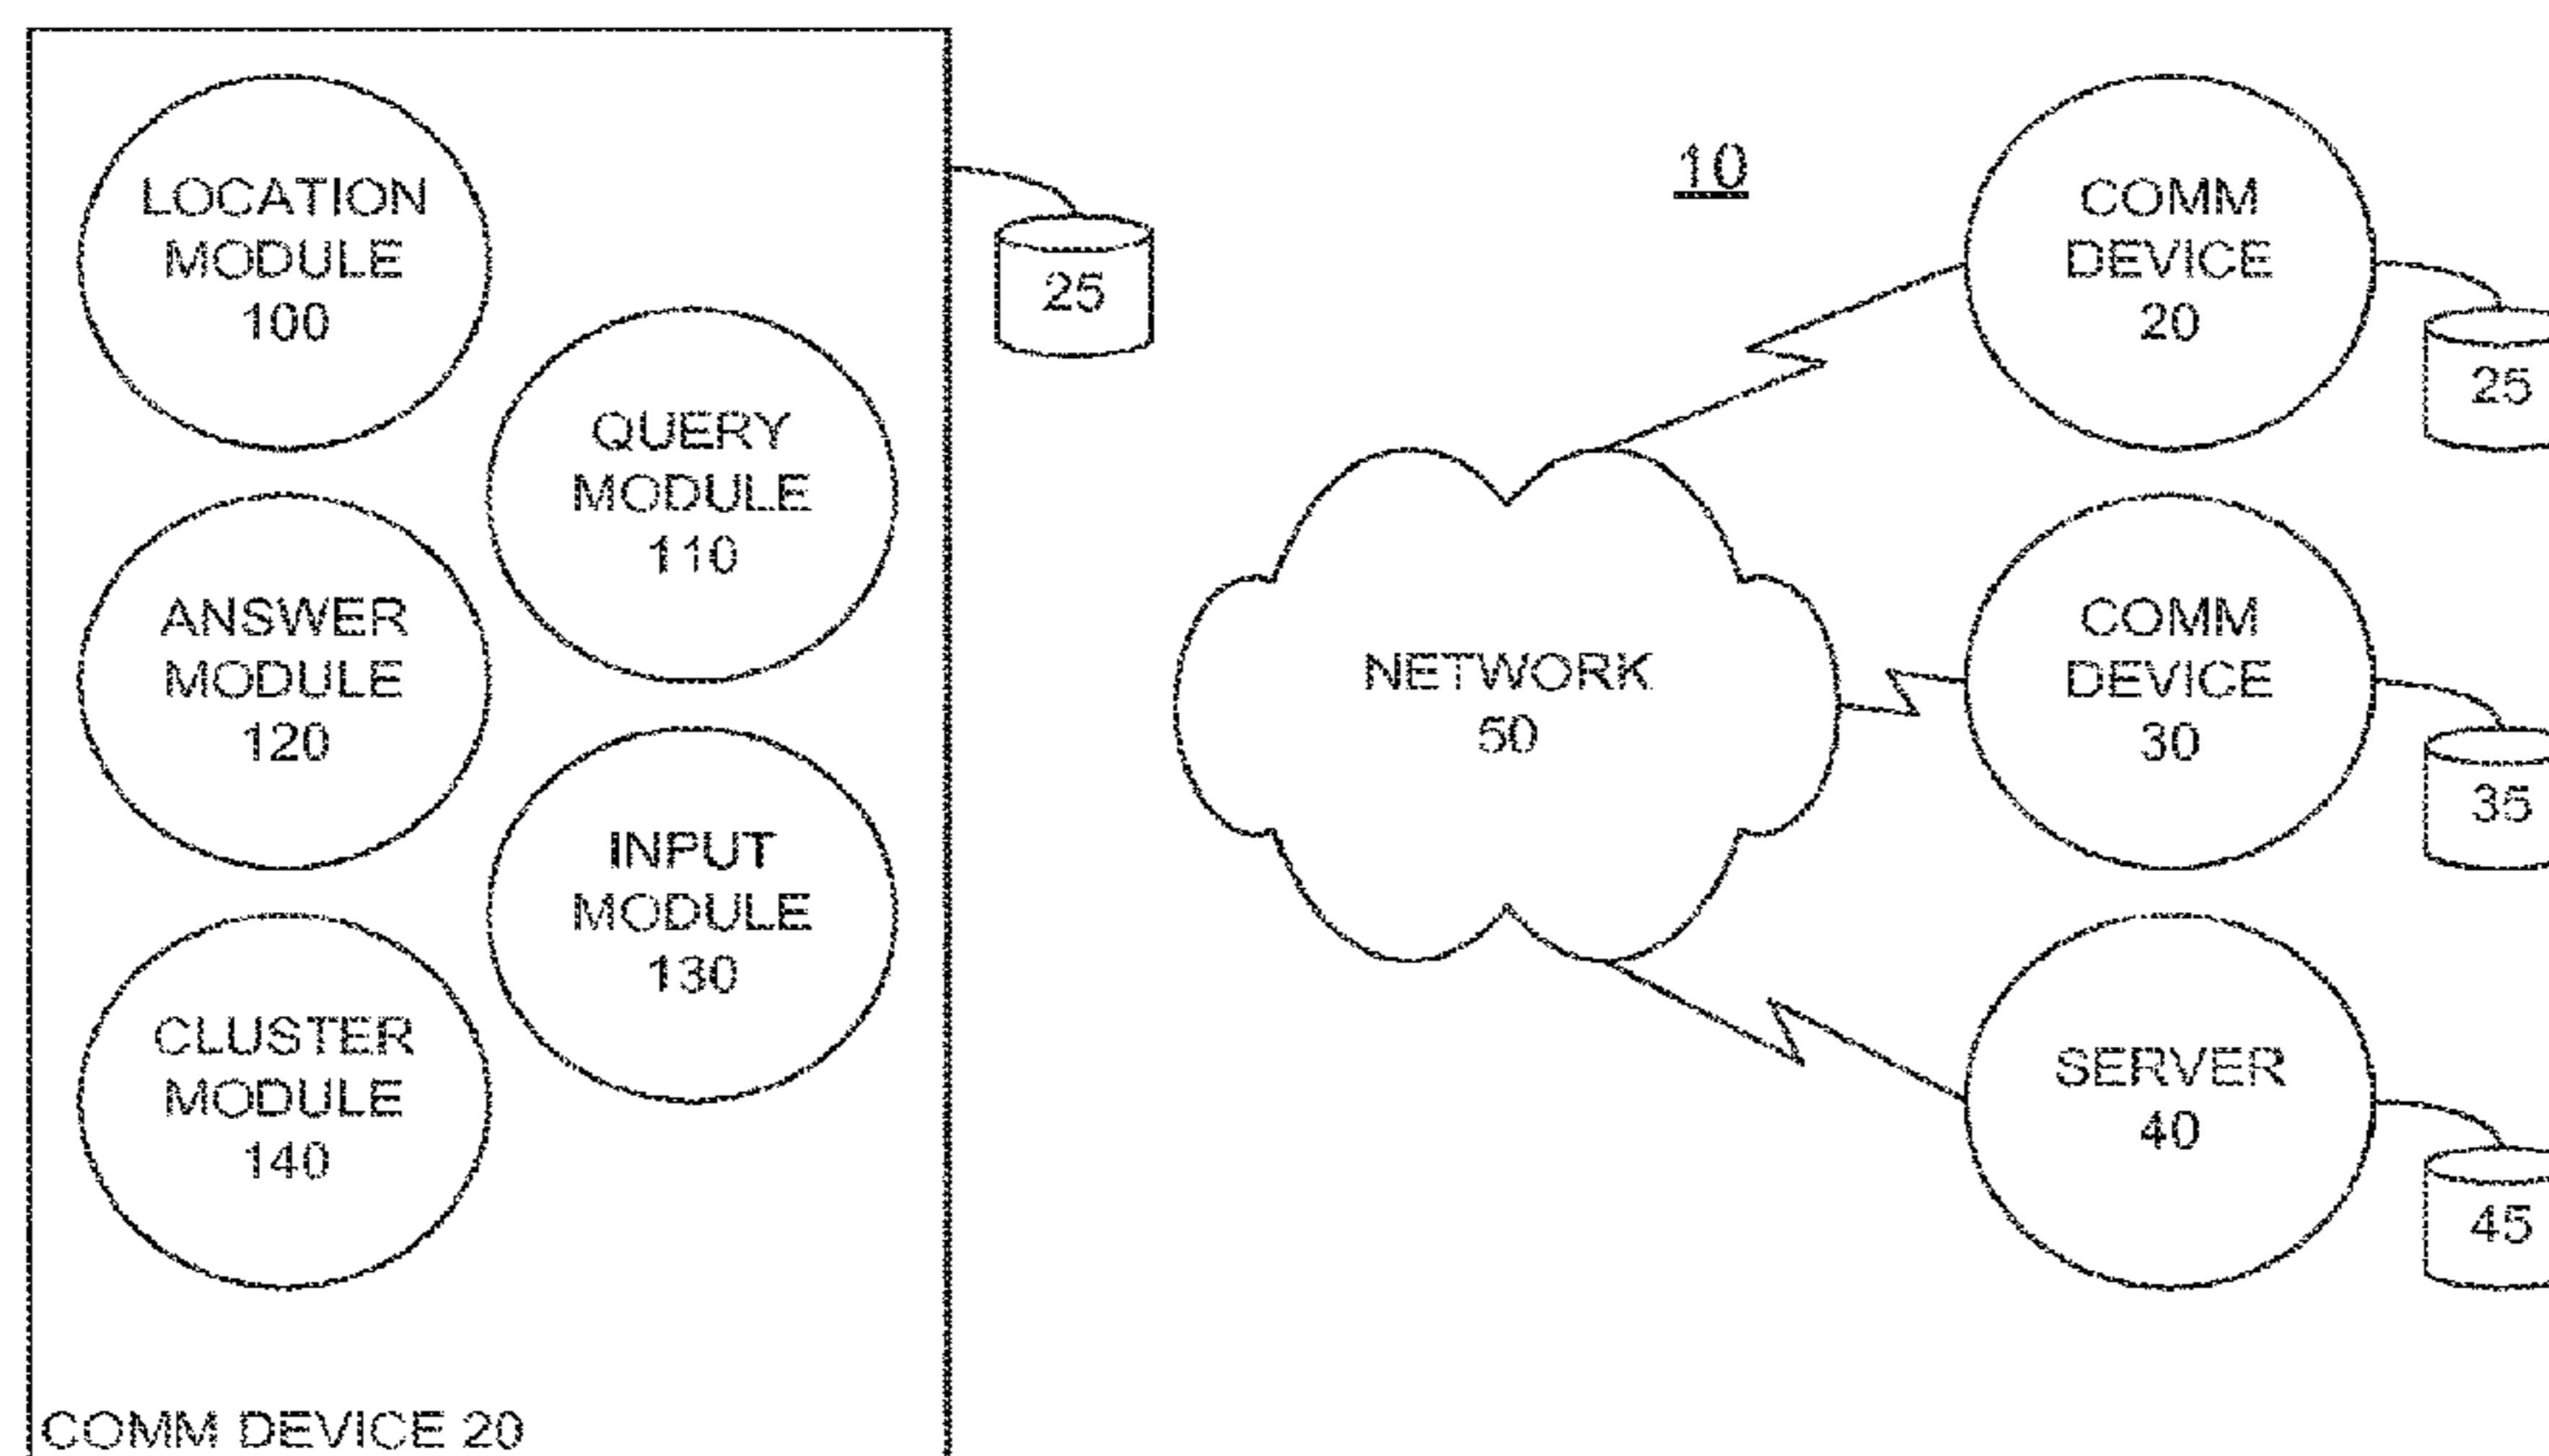 LOCATION
MODULE
100
QUERY
MODULE
110
ANSWER
MODULE
120
INPUT
MODULE
130
CLUSTER
MODULE
140
COMM DEVICE 20
25
10
COMM
DEVICE
20
25
NETWORK
50
COMM
DEVICE
30
35
SERVER
40
45